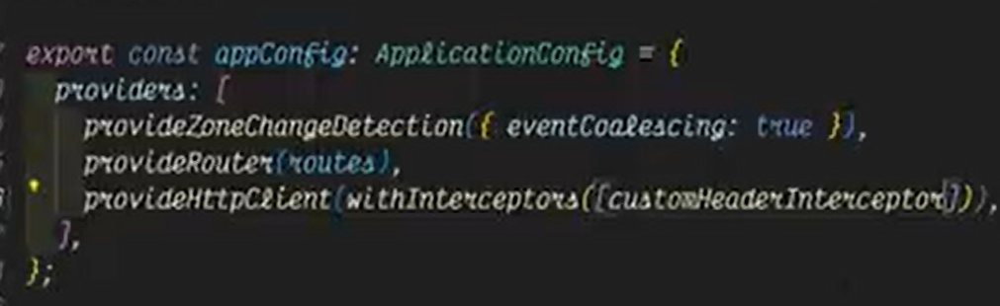 export const appConfig: ApplicationConfig = {
providers: [
provideZoneChangeDetection({ eventCoalescing: true }),
provideRouter(routes),
provideHttpClient(withInterceptors([customHeaderInterceptor])),
],
};